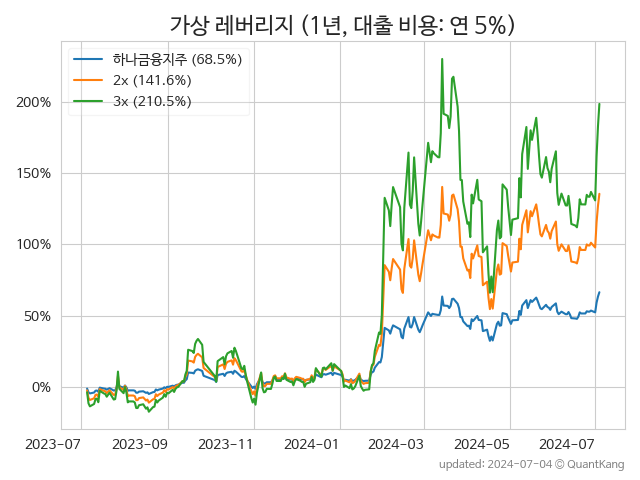 가상 레버리지 (1년, 대출 비용: 연 5%)
하나금융지주 (68.5%)
2x (141.6%)
3x (210.5%)
200%
150%
100%
50%
0%
2023-07 2023-09 2023-11 2024-01 2024-03 2024-05 2024-07
updated: 2024-07-04 © QuantKang